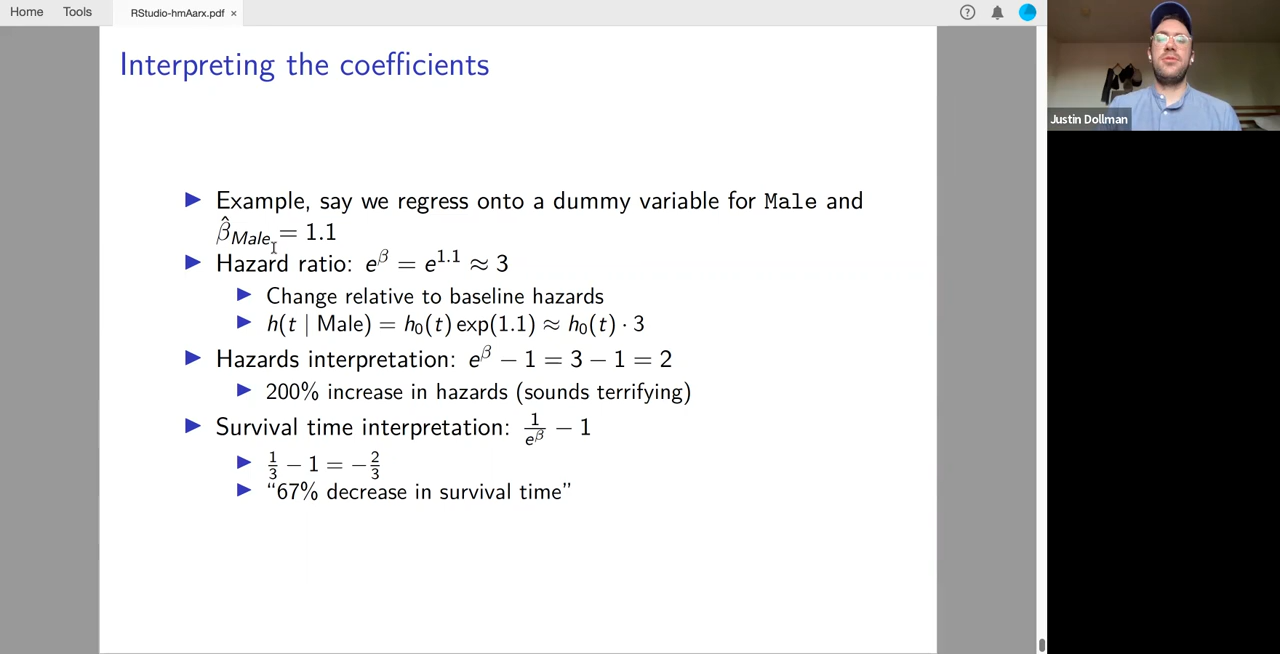 Home Tools RStudio-hmAarx.pdf ×
Interpreting the coefficients
Justin Dollman
▶ Example, say we regress onto a dummy variable for Male and
β̂_Male = 1.1
▶ Hazard ratio: e^β = e^1.1 ≈ 3
▶ Change relative to baseline hazards
▶ h(t | Male) = h₀(t) exp(1.1) ≈ h₀(t) · 3
▶ Hazards interpretation: e^β − 1 = 3 − 1 = 2
▶ 200% increase in hazards (sounds terrifying)
▶ Survival time interpretation: 1/e^β − 1
▶ 1/3 − 1 = −2/3
▶ “67% decrease in survival time”